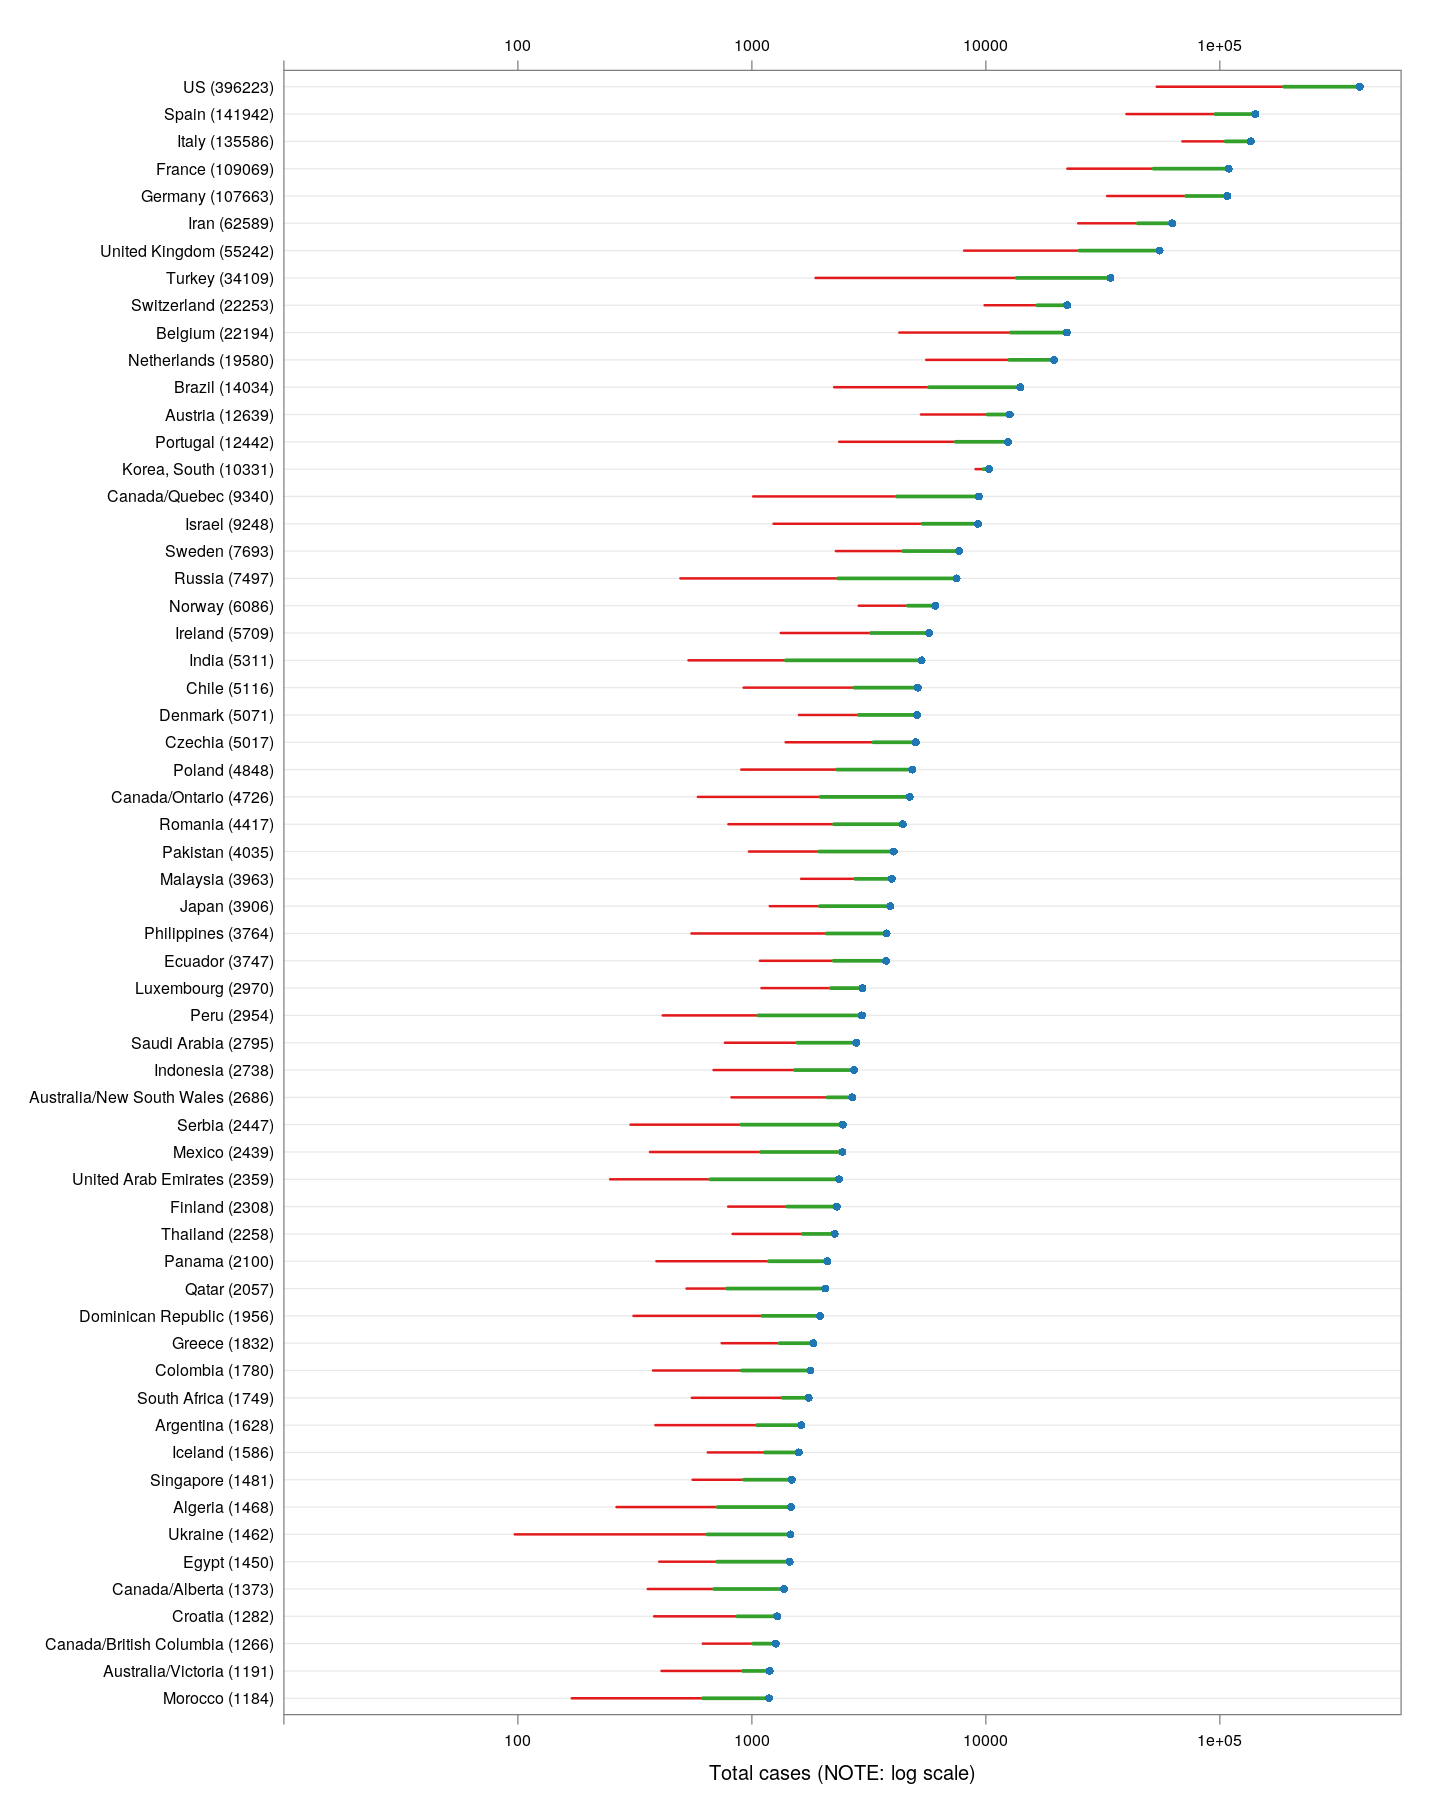 100 1000 10000 1e+05
US (396223)
Spain (141942)
Italy (135586)
France (109069)
Germany (107663)
Iran (62589)
United Kingdom (55242)
Turkey (34109)
Switzerland (22253)
Belgium (22194)
Netherlands (19580)
Brazil (14034)
Austria (12639)
Portugal (12442)
Korea, South (10331)
Canada/Quebec (9340)
Israel (9248)
Sweden (7693)
Russia (7497)
Norway (6086)
Ireland (5709)
India (5311)
Chile (5116)
Denmark (5071)
Czechia (5017)
Poland (4848)
Canada/Ontario (4726)
Romania (4417)
Pakistan (4035)
Malaysia (3963)
Japan (3906)
Philippines (3764)
Ecuador (3747)
Luxembourg (2970)
Peru (2954)
Saudi Arabia (2795)
Indonesia (2738)
Australia/New South Wales (2686)
Serbia (2447)
Mexico (2439)
United Arab Emirates (2359)
Finland (2308)
Thailand (2258)
Panama (2100)
Qatar (2057)
Dominican Republic (1956)
Greece (1832)
Colombia (1780)
South Africa (1749)
Argentina (1628)
Iceland (1586)
Singapore (1481)
Algeria (1468)
Ukraine (1462)
Egypt (1450)
Canada/Alberta (1373)
Croatia (1282)
Canada/British Columbia (1266)
Australia/Victoria (1191)
Morocco (1184)
100 1000 10000 1e+05
Total cases (NOTE: log scale)